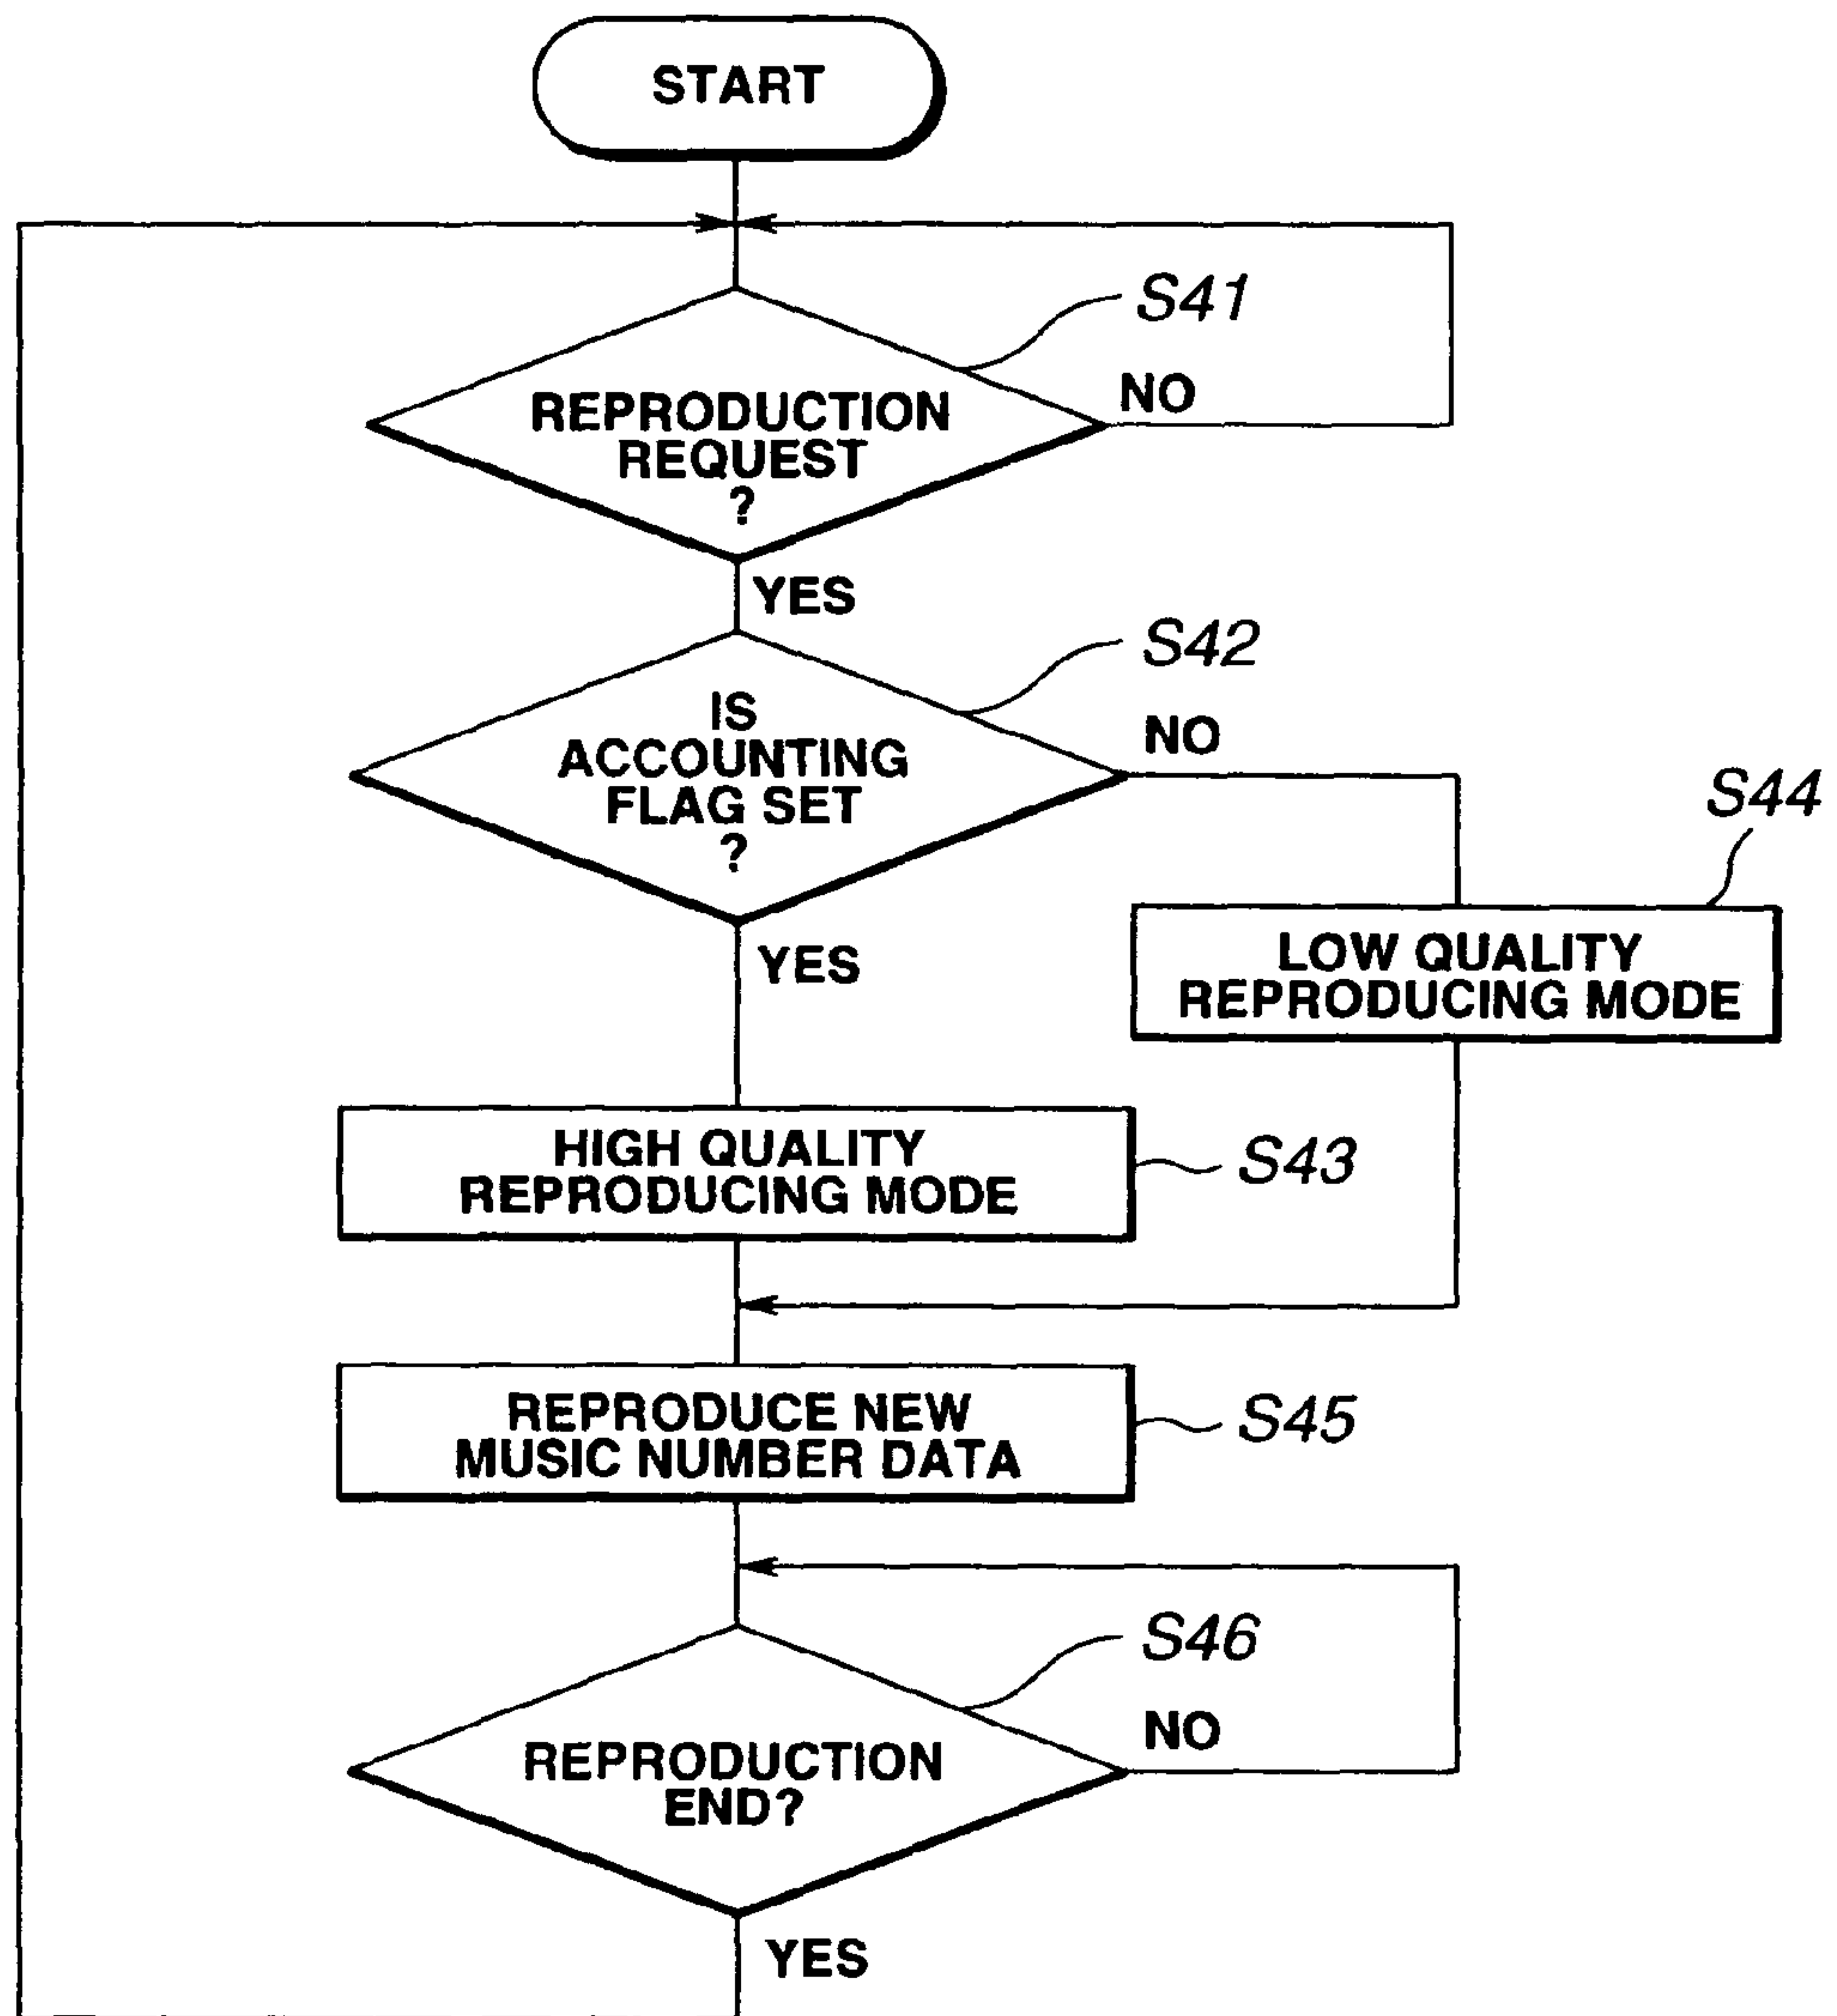 START
S41
NO
REPRODUCTION
REQUEST
?
YES
S42
NO
IS
ACCOUNTING
FLAG SET
?
S44
YES
LOW QUALITY
REPRODUCING MODE
HIGH QUALITY
REPRODUCING MODE
S43
REPRODUCE NEW
MUSIC NUMBER DATA
S45
S46
NO
REPRODUCTION
END?
YES